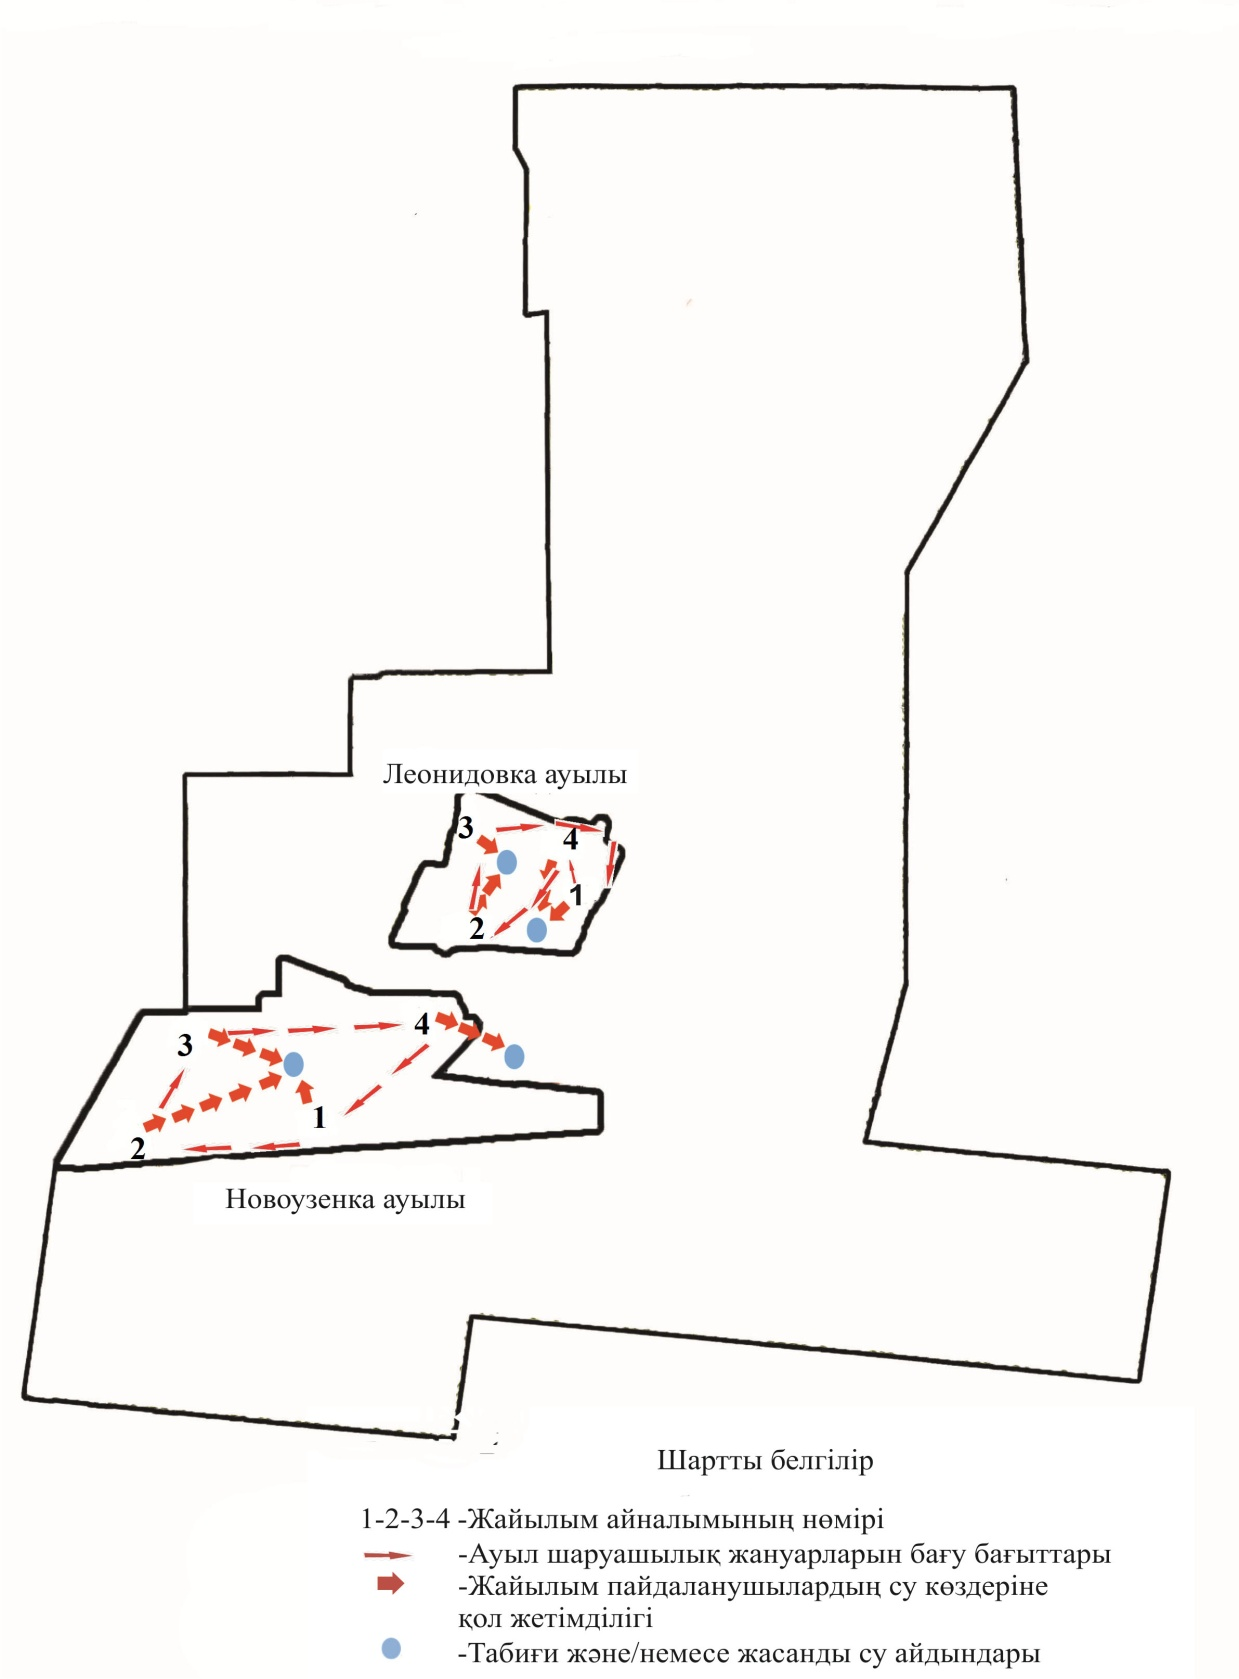 Леонидовка ауылы
3
4
1
2
3
4
1
2
Новоузенка ауылы
Шартты белгілір
1-2-3-4 -Жайылым айналымының нөмірі
-Ауыл шаруашылық жануарларын бағу бағыттары
-Жайылым пайдаланушылардың су көздеріне
қол жетімділігі
-Табиғи және/немесе жасанды су айдындары